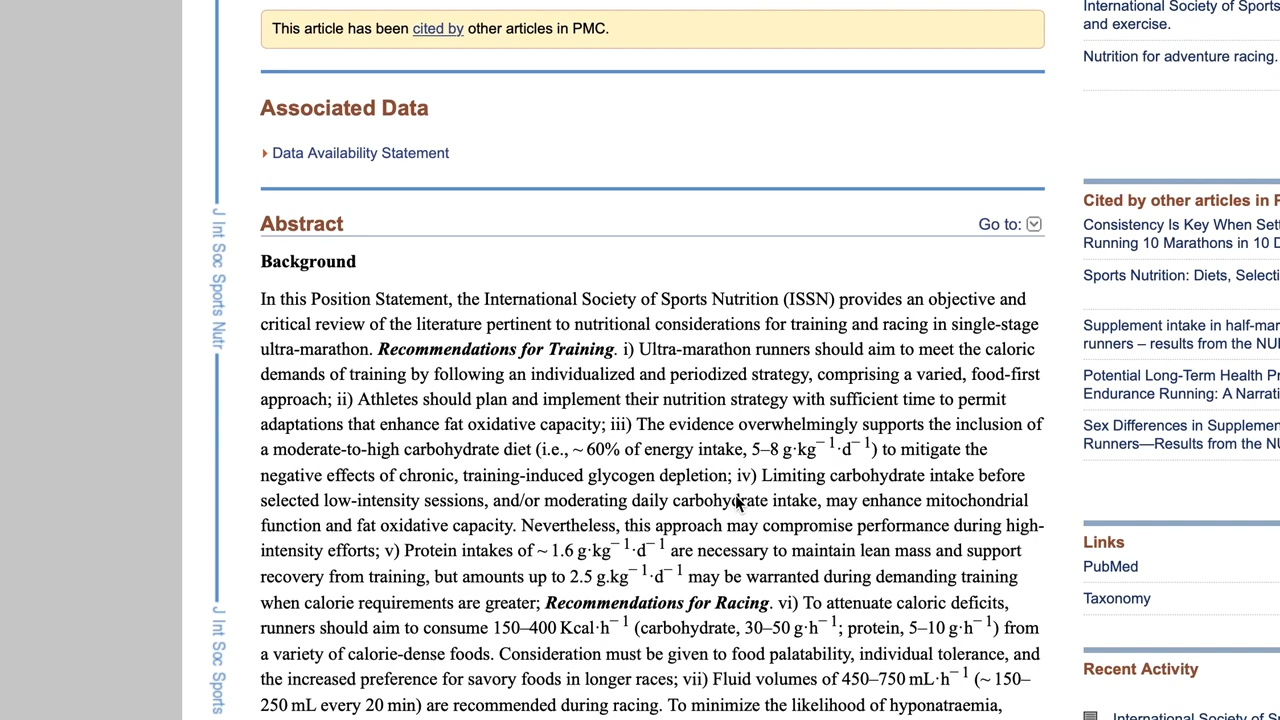 This article has been cited by other articles in PMC.
Associated Data
Data Availability Statement
Abstract
Go to:
Background
In this Position Statement, the International Society of Sports Nutrition (ISSN) provides an objective and
critical review of the literature pertinent to nutritional considerations for training and racing in single-stage
ultra-marathon. Recommendations for Training. i) Ultra-marathon runners should aim to meet the caloric
demands of training by following an individualized and periodized strategy, comprising a varied, food-first
approach; ii) Athletes should plan and implement their nutrition strategy with sufficient time to permit
adaptations that enhance fat oxidative capacity; iii) The evidence overwhelmingly supports the inclusion of
a moderate-to-high carbohydrate diet (i.e., ~ 60% of energy intake, 5–8 g·kg−1·d−1) to mitigate the
negative effects of chronic, training-induced glycogen depletion; iv) Limiting carbohydrate intake before
selected low-intensity sessions, and/or moderating daily carbohydrate intake, may enhance mitochondrial
function and fat oxidative capacity. Nevertheless, this approach may compromise performance during high-
intensity efforts; v) Protein intakes of ~ 1.6 g·kg−1·d−1 are necessary to maintain lean mass and support
recovery from training, but amounts up to 2.5 g.kg−1·d−1 may be warranted during demanding training
when calorie requirements are greater; Recommendations for Racing. vi) To attenuate caloric deficits,
runners should aim to consume 150–400 Kcal·h−1 (carbohydrate, 30–50 g·h−1; protein, 5–10 g·h−1) from
a variety of calorie-dense foods. Consideration must be given to food palatability, individual tolerance, and
the increased preference for savory foods in longer races; vii) Fluid volumes of 450–750 mL·h−1 (~ 150–
250 mL every 20 min) are recommended during racing. To minimize the likelihood of hyponatraemia,
J Int Soc Sports Nutr
J Int Soc Sports
International Society of Sports
and exercise.
Nutrition for adventure racing.
Cited by other articles in
Consistency Is Key When
Running 10 Marathons in 10
Sports Nutrition: Diets,
Supplement intake in
runners – results from the
Potential Long-Term Health
Endurance Running: A
Sex Differences in
Runners—Results from the
Links
PubMed
Taxonomy
Recent Activity
International Society of